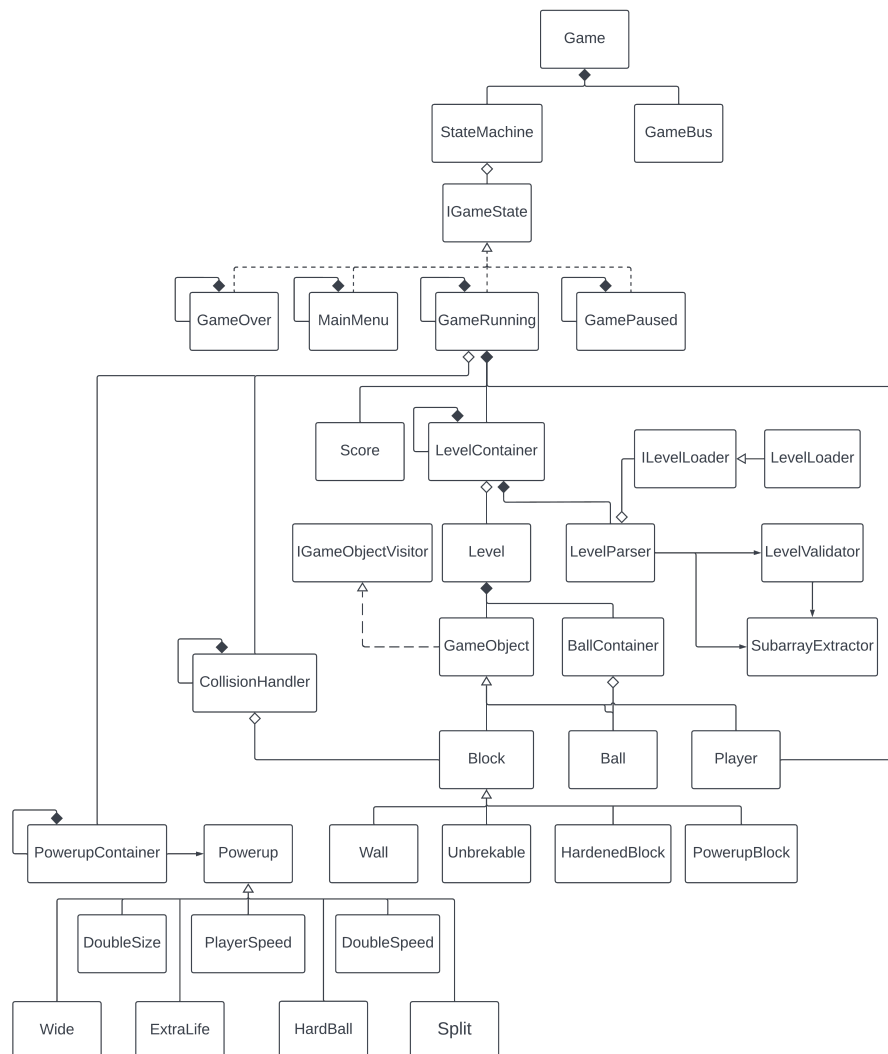 Game
StateMachine
GameBus
IGameState
GameOver
MainMenu
GameRunning
GamePaused
Score
LevelContainer
ILevelLoader
LevelLoader
IGameObjectVisitor
Level
LevelParser
LevelValidator
GameObject
BallContainer
SubarrayExtractor
CollisionHandler
Block
Ball
Player
PowerupContainer
Powerup
Wall
Unbrekable
HardenedBlock
PowerupBlock
DoubleSize
PlayerSpeed
DoubleSpeed
Wide
ExtraLife
HardBall
Split